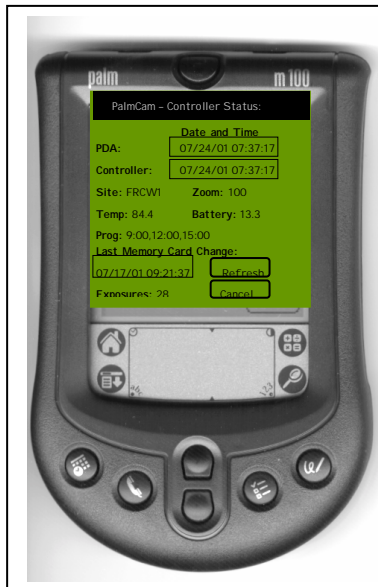 palm m100
PalmCam – Controller Status:
Date and Time
PDA: 07/24/01 07:37:17
Controller: 07/24/01 07:37:17
Site: FRCW1 Zoom: 100
Temp: 84.4 Battery: 13.3
Prog: 9:00,12:00,15:00
Last Memory Card Change:
07/17/01 09:21:37 Refresh
Exposures: 28 Cancel
123